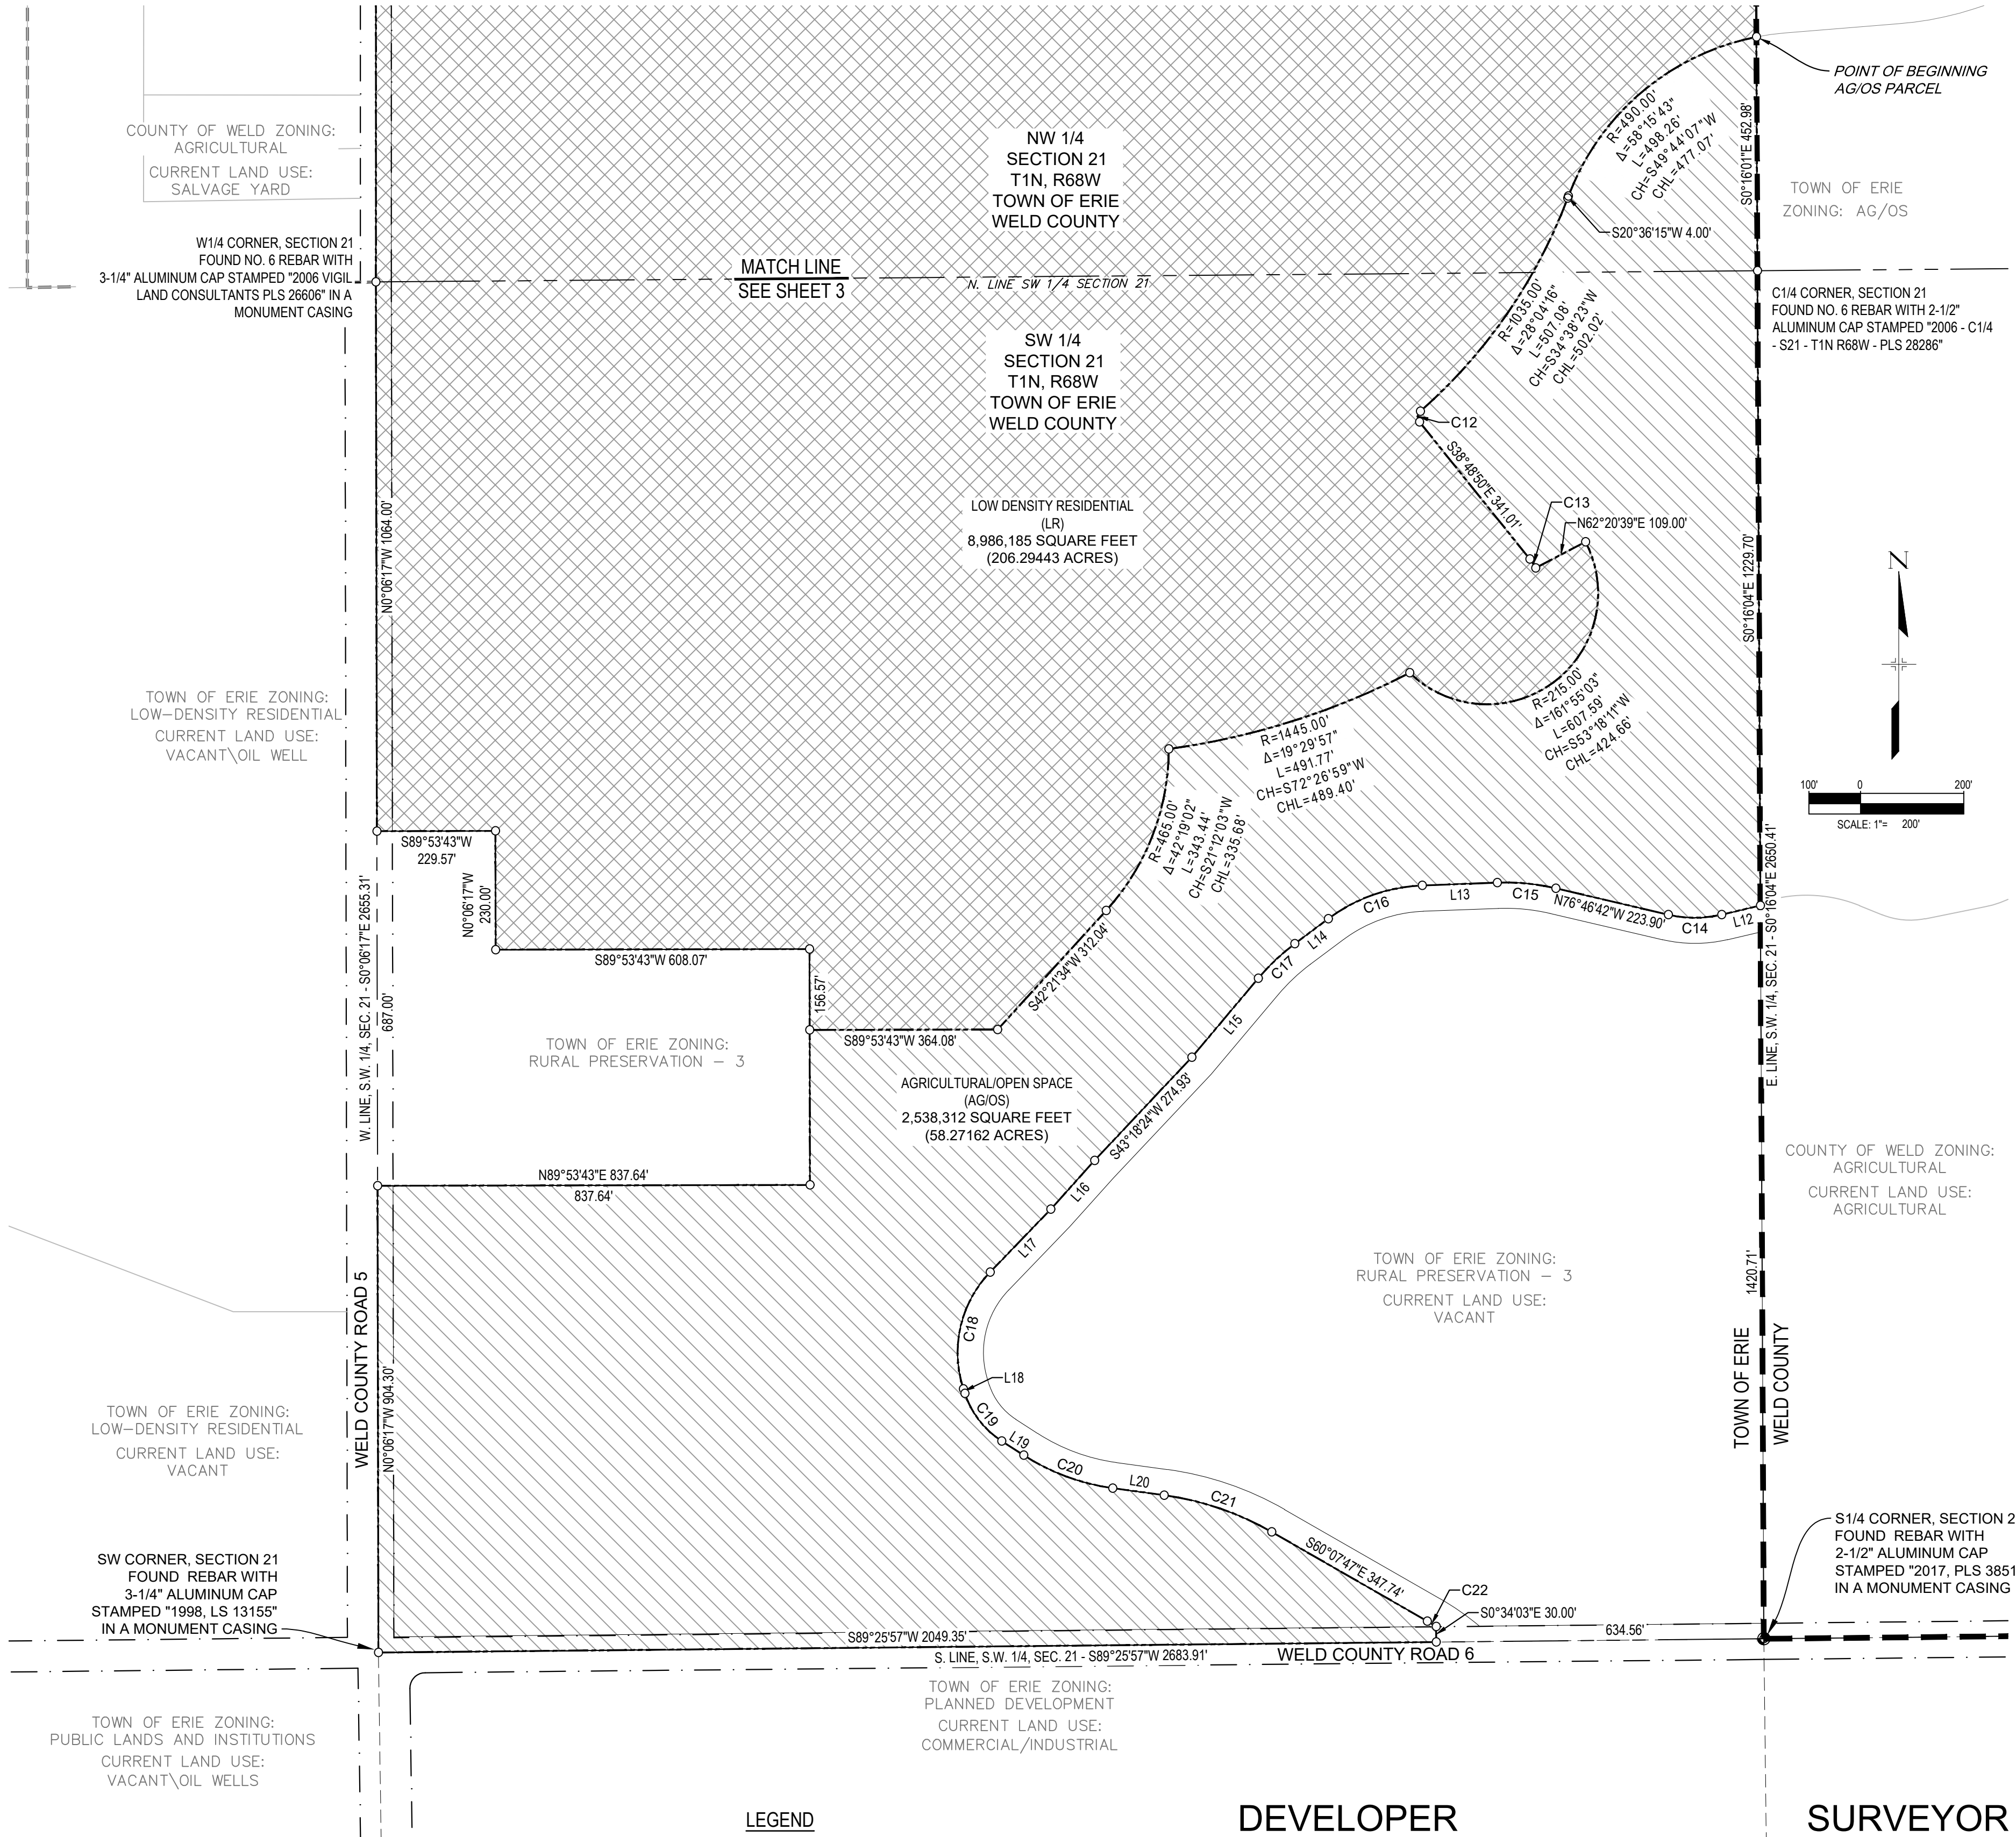 POINT OF BEGINNING
AG/OS PARCEL
COUNTY OF WELD ZONING:
AGRICULTURAL
CURRENT LAND USE:
SALVAGE YARD
NW 1/4
SECTION 21
T1N, R68W
TOWN OF ERIE
WELD COUNTY
R=490.00'
Δ=58°15'43"
L=498.26'
CH=S49°44'07"W
CHL=477.07'
S0°16'01"E 452.98'
TOWN OF ERIE
ZONING: AG/OS
S20°36'15"W 4.00'
W1/4 CORNER, SECTION 21
FOUND NO. 6 REBAR WITH
3-1/4" ALUMINUM CAP STAMPED "2006 VIGIL
LAND CONSULTANTS PLS 26606" IN A
MONUMENT CASING
MATCH LINE
SEE SHEET 3
N. LINE SW 1/4 SECTION 21
C1/4 CORNER, SECTION 21
FOUND NO. 6 REBAR WITH 2-1/2"
ALUMINUM CAP STAMPED "2006 - C1/4
- S21 - T1N R68W - PLS 28286"
SW 1/4
SECTION 21
T1N, R68W
TOWN OF ERIE
WELD COUNTY
R=1035.00'
Δ=28°04'16"
L=507.08'
CH=S34°38'23"W
CHL=502.02'
C12
S38°48'50"E 341.01'
C13
N62°20'39"E 109.00'
LOW DENSITY RESIDENTIAL
(LR)
8,986,185 SQUARE FEET
(206.29443 ACRES)
N0°06'17"W 1064.00'
S0°16'04"E 1229.70'
N
R=215.00'
Δ=161°55'03"
L=607.59'
CH=S53°18'11"W
CHL=424.66'
TOWN OF ERIE ZONING:
LOW-DENSITY RESIDENTIAL
CURRENT LAND USE:
VACANT\OIL WELL
R=1445.00'
Δ=19°29'57"
L=491.77'
CH=S72°26'59"W
CHL=489.40'
100' 0 200'
SCALE: 1"= 200'
R=465.00'
Δ=42°19'02"
L=343.44'
CH=S21°12'03"W
CHL=335.68'
S89°53'43"W
229.57'
N0°06'17"W
230.00'
S89°53'43"W 608.07'
156.57'
S42°21'34"W 312.04'
S89°53'43"W 364.08'
C16
L13
C15
N76°46'42"W 223.90'
C14
L12
L14
C17
L15
W. LINE, S.W. 1/4, SEC. 21 - S0°06'17"E 2655.31'
687.00'
E. LINE, S.W. 1/4, SEC. 21 - S0°16'04"E 2650.41'
TOWN OF ERIE ZONING:
RURAL PRESERVATION - 3
AGRICULTURAL/OPEN SPACE
(AG/OS)
2,538,312 SQUARE FEET
(58.27162 ACRES)
S43°18'24"W 274.93'
N89°53'43"E 837.64'
837.64'
L16
L17
COUNTY OF WELD ZONING:
AGRICULTURAL
CURRENT LAND USE:
AGRICULTURAL
TOWN OF ERIE ZONING:
RURAL PRESERVATION - 3
CURRENT LAND USE:
VACANT
1420.71'
TOWN OF ERIE
WELD COUNTY
WELD COUNTY ROAD 5
N0°06'17"W 904.30'
C18
L18
C19
L19
C20
L20
C21
TOWN OF ERIE ZONING:
LOW-DENSITY RESIDENTIAL
CURRENT LAND USE:
VACANT
S60°07'47"E 347.74'
C22
S0°34'03"E 30.00'
SW CORNER, SECTION 21
FOUND REBAR WITH
3-1/4" ALUMINUM CAP
STAMPED "1998, LS 13155"
IN A MONUMENT CASING
S1/4 CORNER, SECTION 2
FOUND REBAR WITH
2-1/2" ALUMINUM CAP
STAMPED "2017, PLS 3851
IN A MONUMENT CASING
S89°25'57"W 2049.35'
634.56'
S. LINE, S.W. 1/4, SEC. 21 - S89°25'57"W 2683.91'
WELD COUNTY ROAD 6
TOWN OF ERIE ZONING:
PLANNED DEVELOPMENT
CURRENT LAND USE:
COMMERCIAL/INDUSTRIAL
TOWN OF ERIE ZONING:
PUBLIC LANDS AND INSTITUTIONS
CURRENT LAND USE:
VACANT\OIL WELLS
LEGEND
DEVELOPER
SURVEYOR